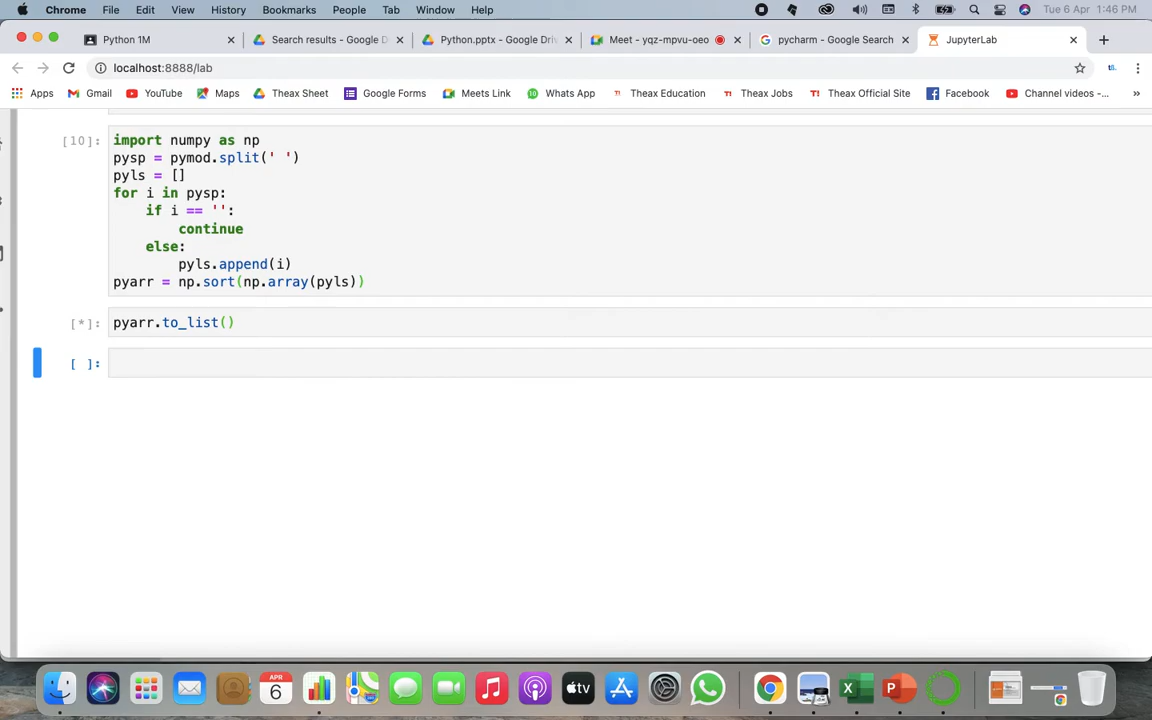 Chrome File Edit View History Bookmarks People Tab Window Help Tue 6 Apr 1:46 PM
Python 1M Search results - Google D Python.pptx - Google Driv Meet - yqz-mpvu-oeo pycharm - Google Search JupyterLab
localhost:8888/lab
Apps Gmail YouTube Maps Theax Sheet Google Forms Meets Link Whats App Theax Education Theax Jobs Theax Official Site Facebook Channel videos -... »
[10]: import numpy as np
pysp = pymod.split(' ')
pyls = []
for i in pysp:
if i == '':
continue
else:
pyls.append(i)
pyarr = np.sort(np.array(pyls))
[*]: pyarr.to_list()
[ ]:
APR
6
tv